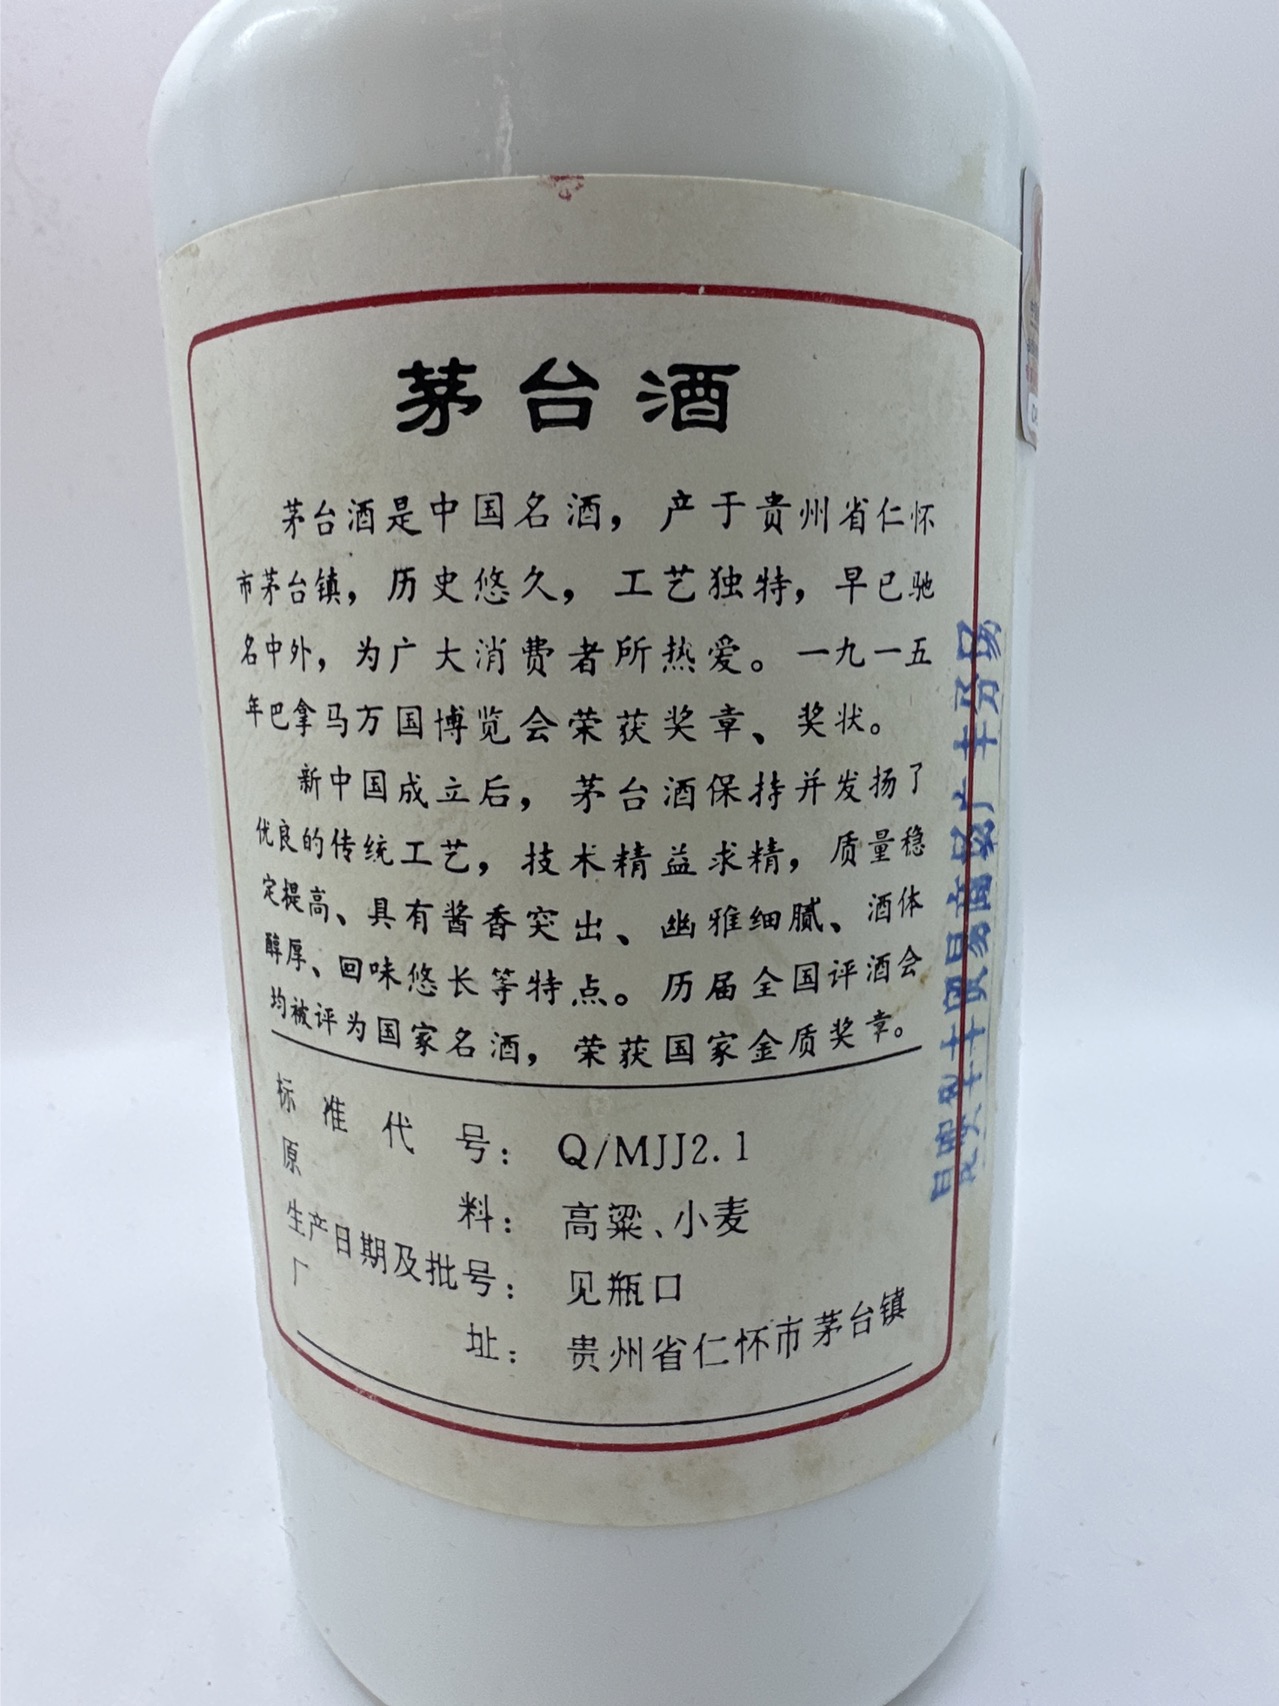 茅台酒
茅台酒是中国名酒，产于贵州省仁怀
市茅台镇，历史悠久，工艺独特，早已驰
名中外，为广大消费者所热爱。一九一五
年巴拿马万国博览会荣获奖章、奖状。
新中国成立后，茅台酒保持并发扬了
优良的传统工艺，技术精益求精，质量稳
定提高、具有酱香突出、幽雅细腻、酒体
醇厚、回味悠长等特点。历届全国评酒会
均被评为国家名酒，荣获国家金质奖章。
标准代号：Q/MJJ2.1
原料：高粱、小麦
生产日期及批号：见瓶口
厂址：贵州省仁怀市茅台镇